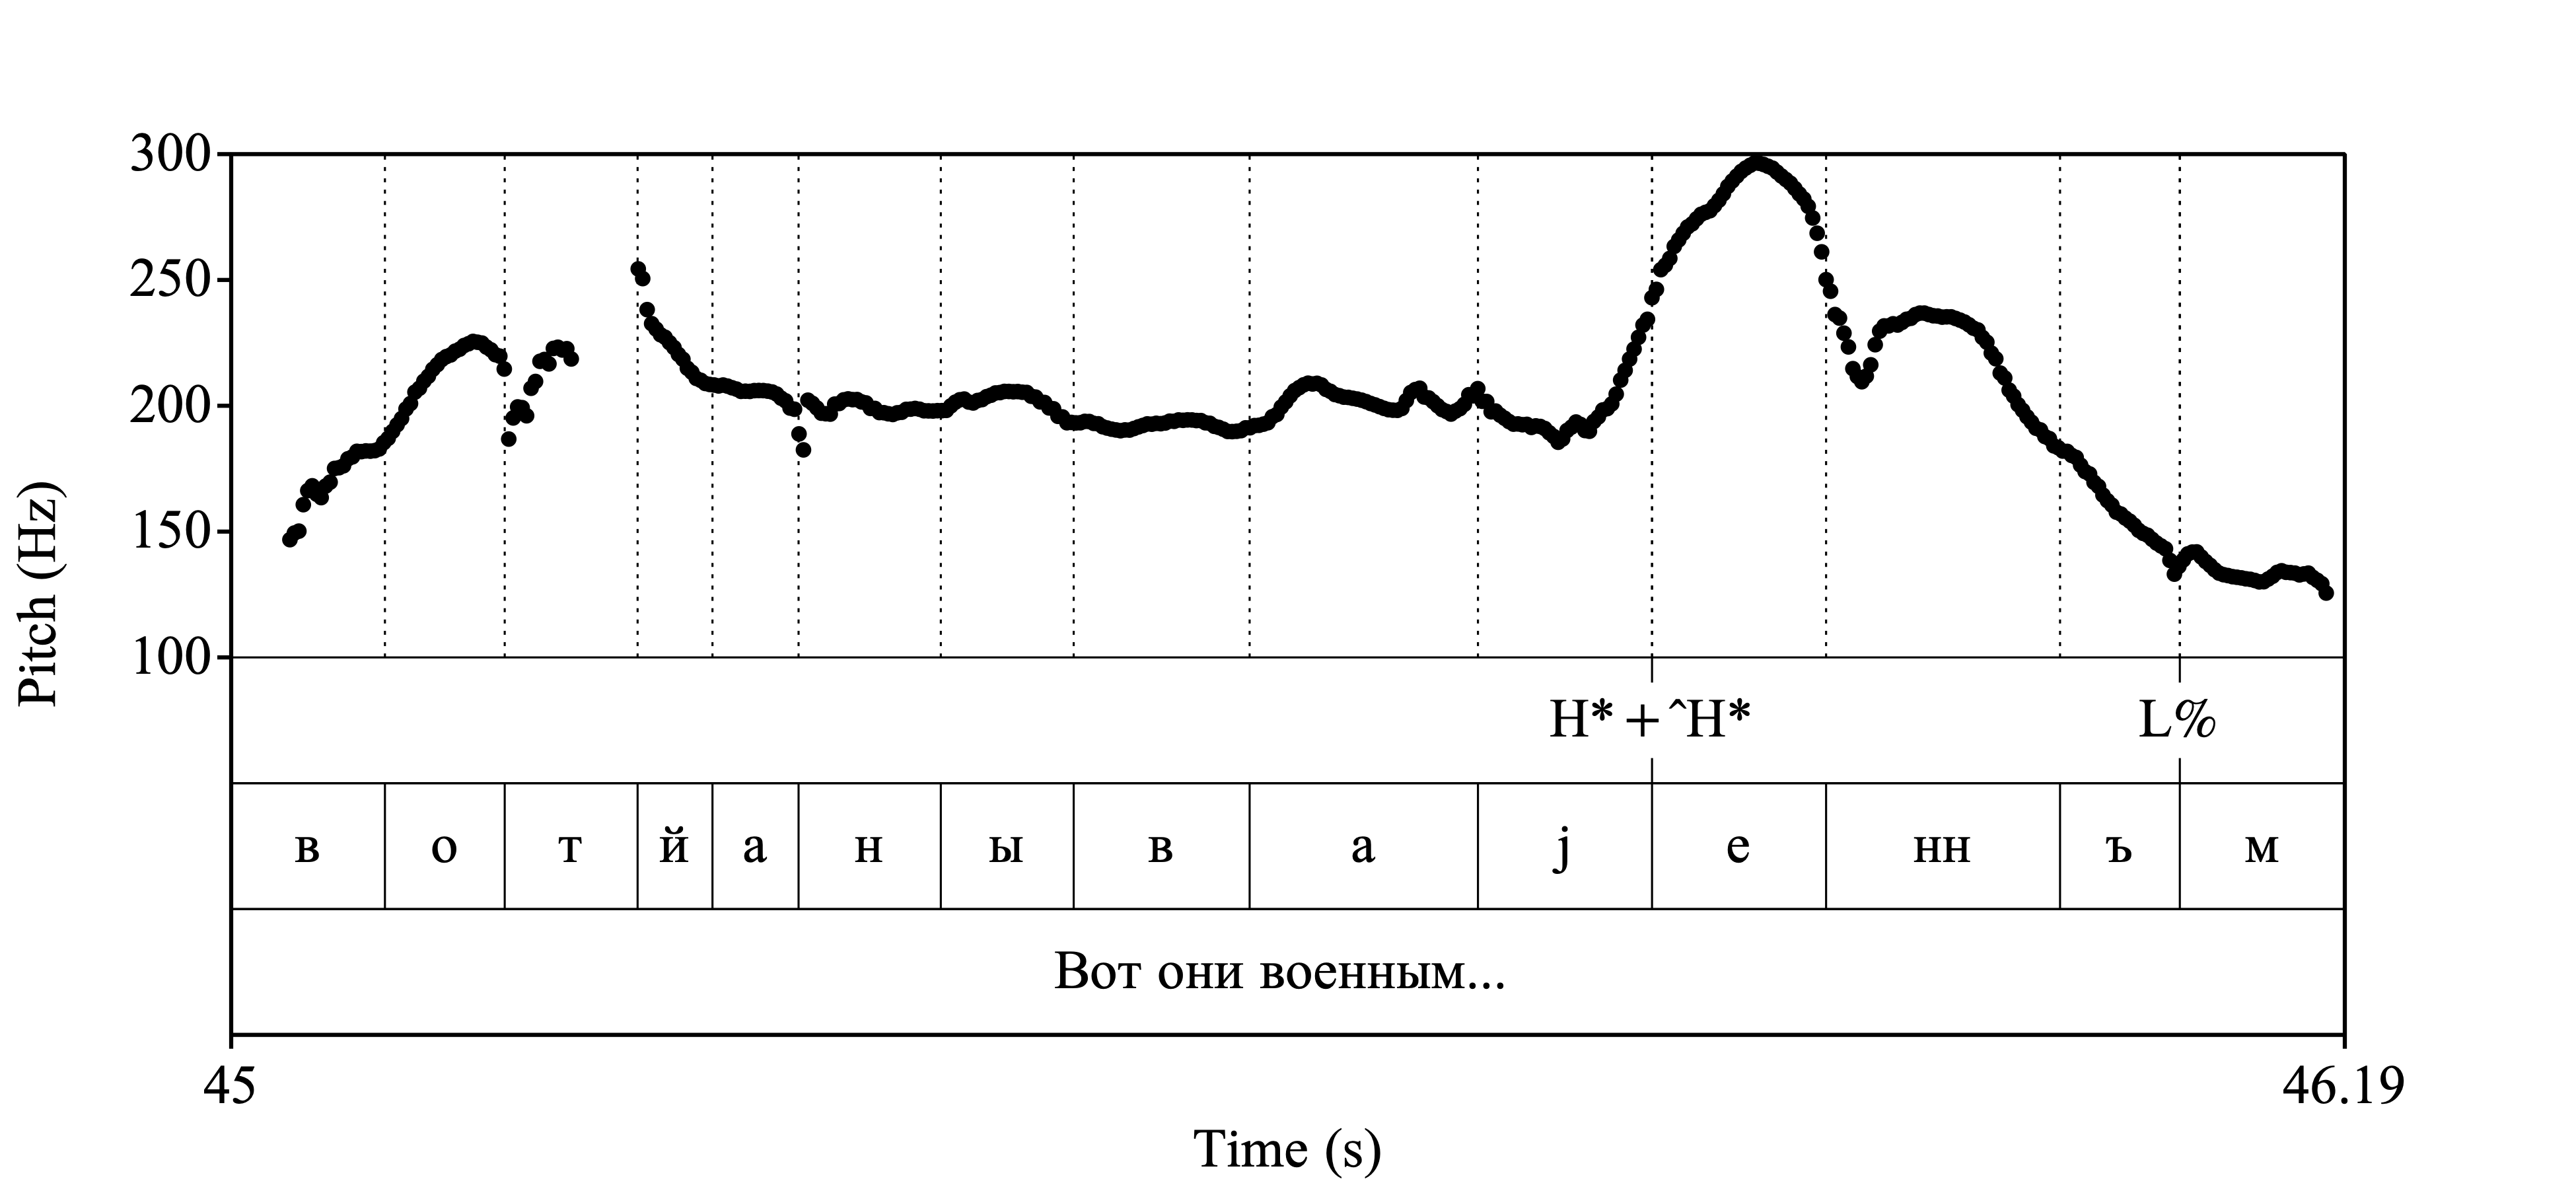 300
250
200
150
100
Pitch (Hz)
H* + ^H* L%
в о т й а н ы в а j е нн ъ м
Вот они военным...
45 46.19
Time (s)